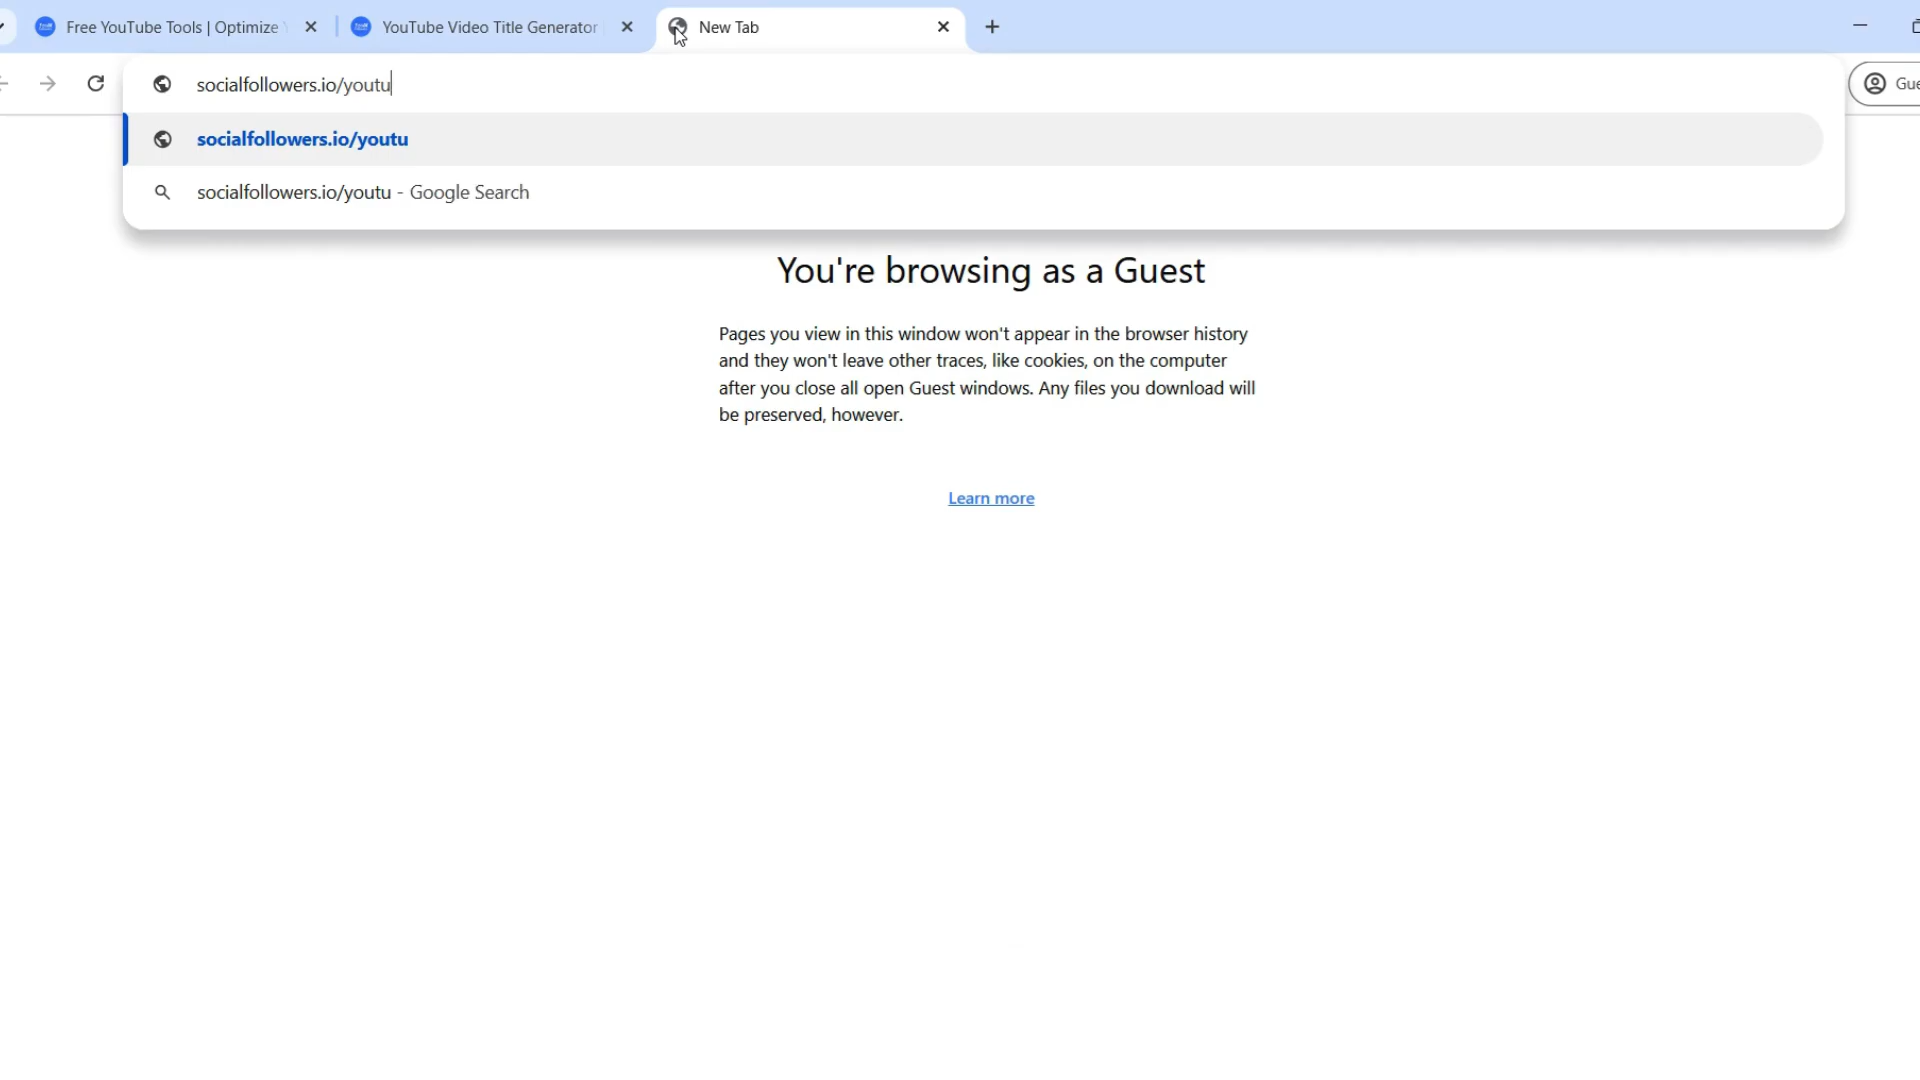 Free YouTube Tools | Optimize
YouTube Video Title Generator
New Tab
socialfollowers.io/youtu
socialfollowers.io/youtu
socialfollowers.io/youtu - Google Search
You're browsing as a Guest
Pages you view in this window won't appear in the browser history
and they won't leave other traces, like cookies, on the computer
after you close all open Guest windows. Any files you download will
be preserved, however.
Learn more